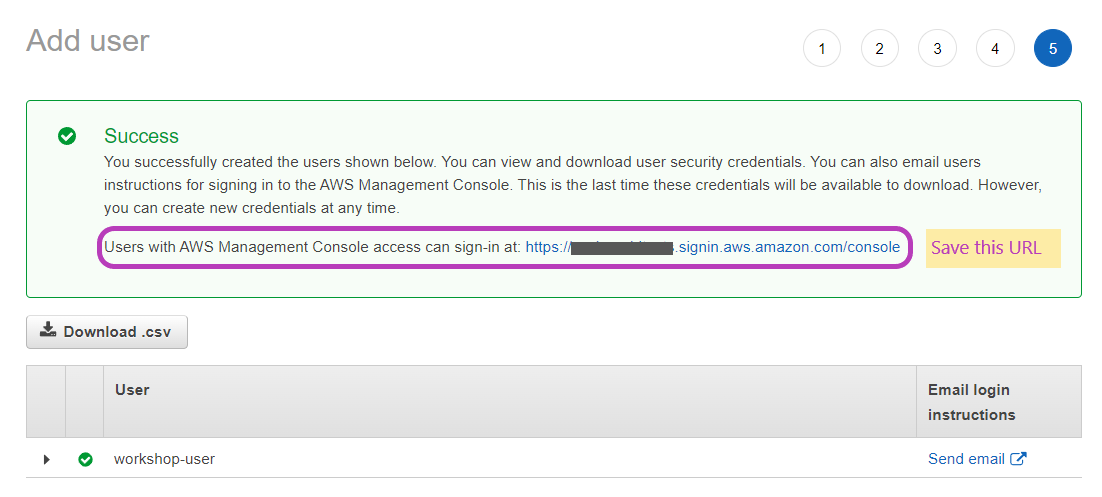 Add user
1 2 3 4 5
Success
You successfully created the users shown below. You can view and download user security credentials. You can also email users
instructions for signing in to the AWS Management Console. This is the last time these credentials will be available to download. However,
you can create new credentials at any time.
Users with AWS Management Console access can sign-in at: https:// .signin.aws.amazon.com/console
Save this URL
Download .csv
User
Email login
instructions
workshop-user
Send email